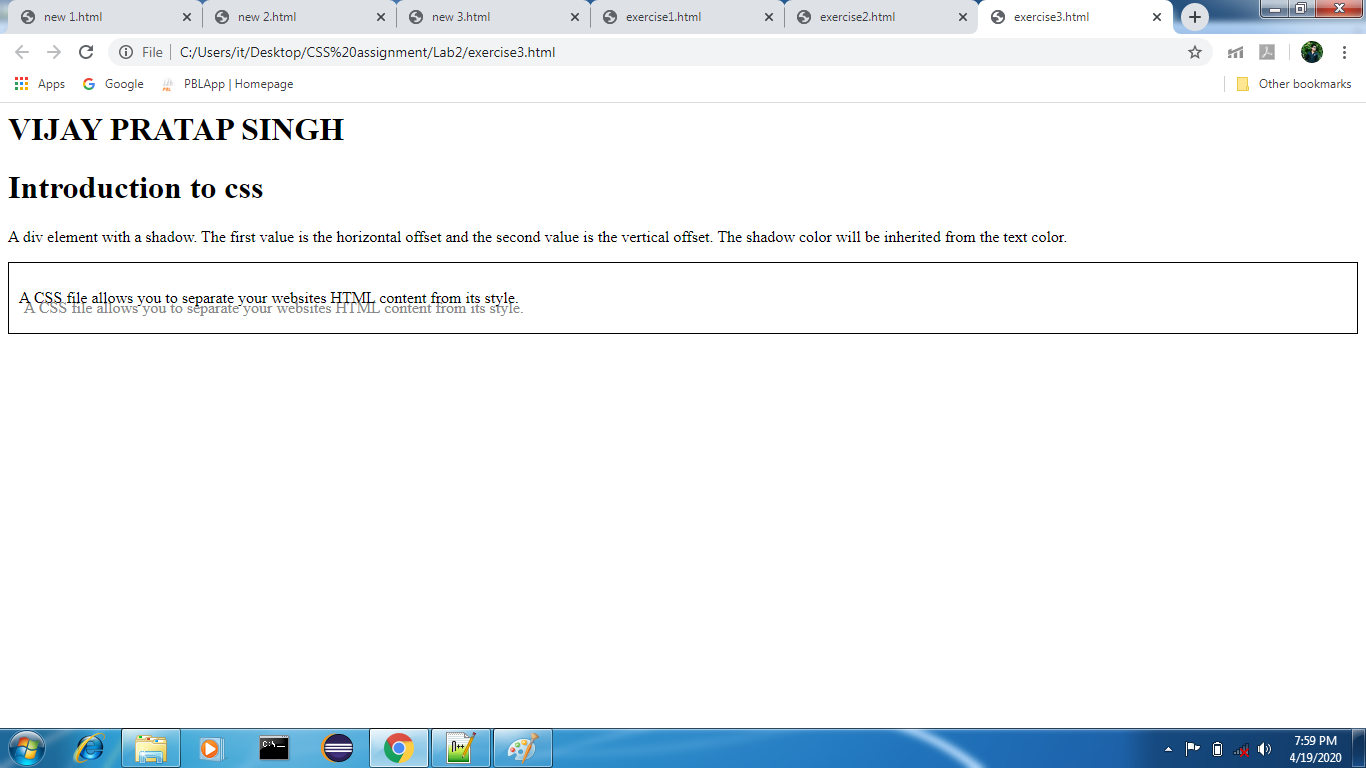 new 1.html
new 2.html
new 3.html
exercise1.html
exercise2.html
exercise3.html
File C:/Users/it/Desktop/CSS%20assignment/Lab2/exercise3.html
Apps Google PBL PBLApp | Homepage Other bookmarks
VIJAY PRATAP SINGH
Introduction to css
A div element with a shadow. The first value is the horizontal offset and the second value is the vertical offset. The shadow color will be inherited from the text color.
A CSS file allows you to separate your websites HTML content from its style.
A CSS file allows you to separate your websites HTML content from its style.
7:59 PM
4/19/2020